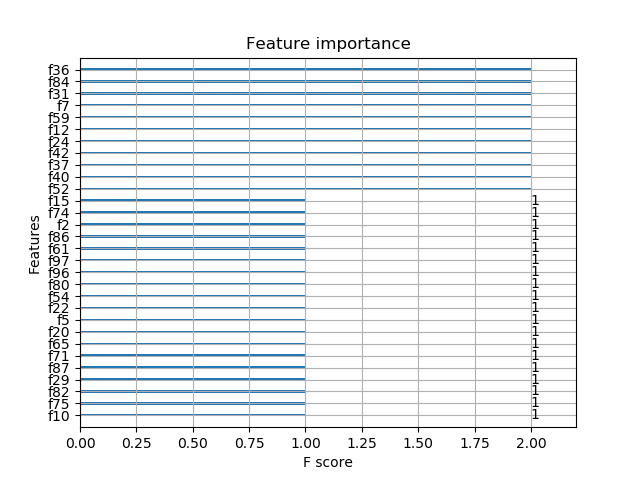 Feature importance
f36
f84
f31
f7
f59
f12
f24
f42
f37
f40
f52
f15 1
f74 1
f2 1
f86 1
f61 1
f97 1
f96 1
f80 1
f54 1
f22 1
f5 1
f20 1
f65 1
f71 1
f87 1
f29 1
f82 1
f75 1
f10 1
Features
0.00 0.25 0.50 0.75 1.00 1.25 1.50 1.75 2.00
F score